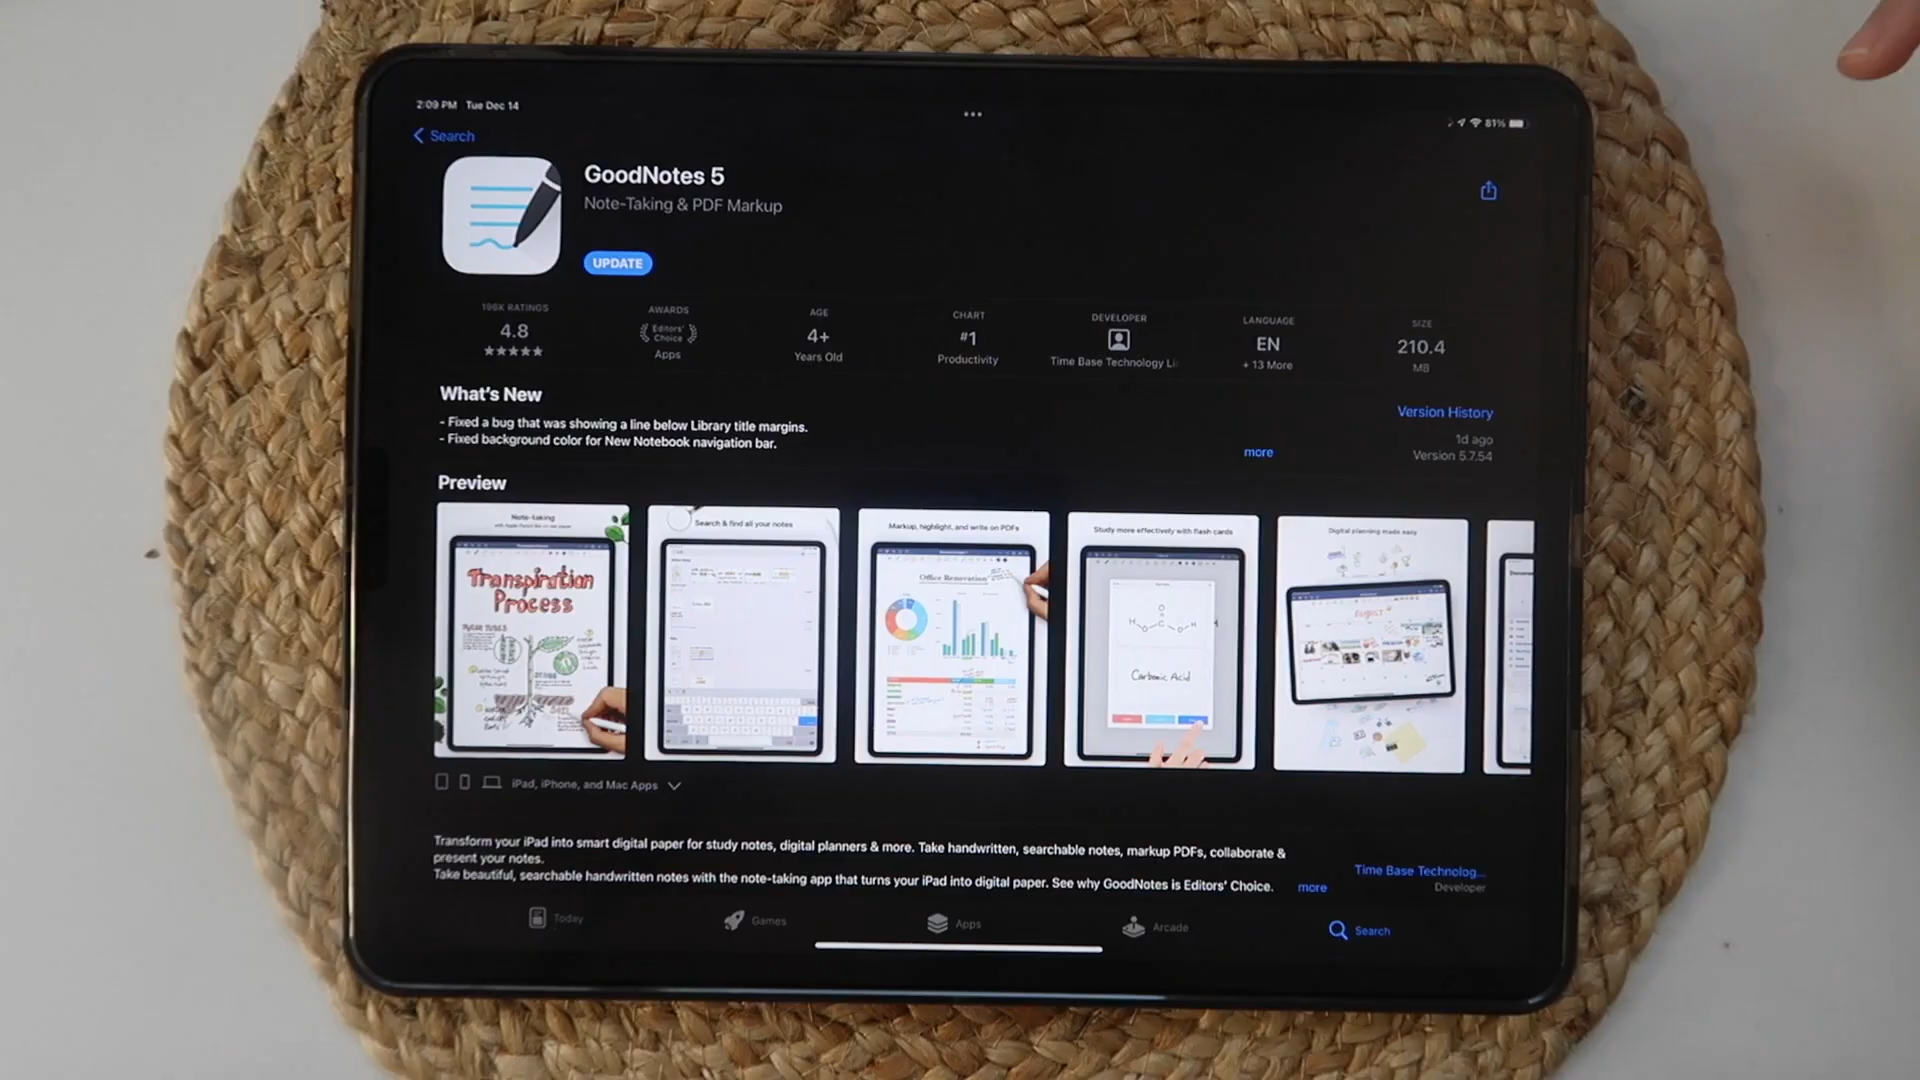 2:09 PM Tue Dec 14
81%
Search
GoodNotes 5
Note-Taking & PDF Markup
UPDATE
196K RATINGS
4.8
AWARDS
Editors'
Choice
Apps
AGE
4+
Years Old
CHART
#1
Productivity
DEVELOPER
Time Base Technology Li
LANGUAGE
EN
+ 13 More
SIZE
210.4
MB
What's New
Version History
- Fixed a bug that was showing a line below Library title margins.
- Fixed background color for New Notebook navigation bar.
more
1d ago
Version 5.7.54
Preview
Note-taking
Transpiration
Process
Search & find all your notes
Markup, highlight, and write on PDFs
Office Renovation
Study more effectively with flash cards
H O C O H
O
Carbonic Acid
Digital planning made easy
AUGUST
iPad, iPhone, and Mac Apps
Transform your iPad into smart digital paper for study notes, digital planners & more. Take handwritten, searchable notes, markup PDFs, collaborate &
present your notes.
Take beautiful, searchable handwritten notes with the note-taking app that turns your iPad into digital paper. See why GoodNotes is Editors' Choice.
more
Time Base Technolog...
Developer
Today
Games
Apps
Arcade
Search